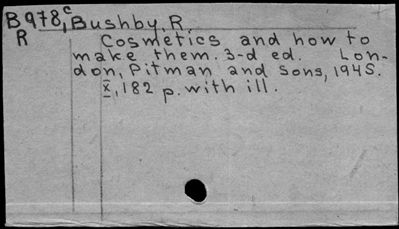 B978c, Bushby, R.
R Cosmetics and how to
make them. 3-d ed. Lon-
don, Pitman and Sons, 1945.
x, 182 p. with ill.